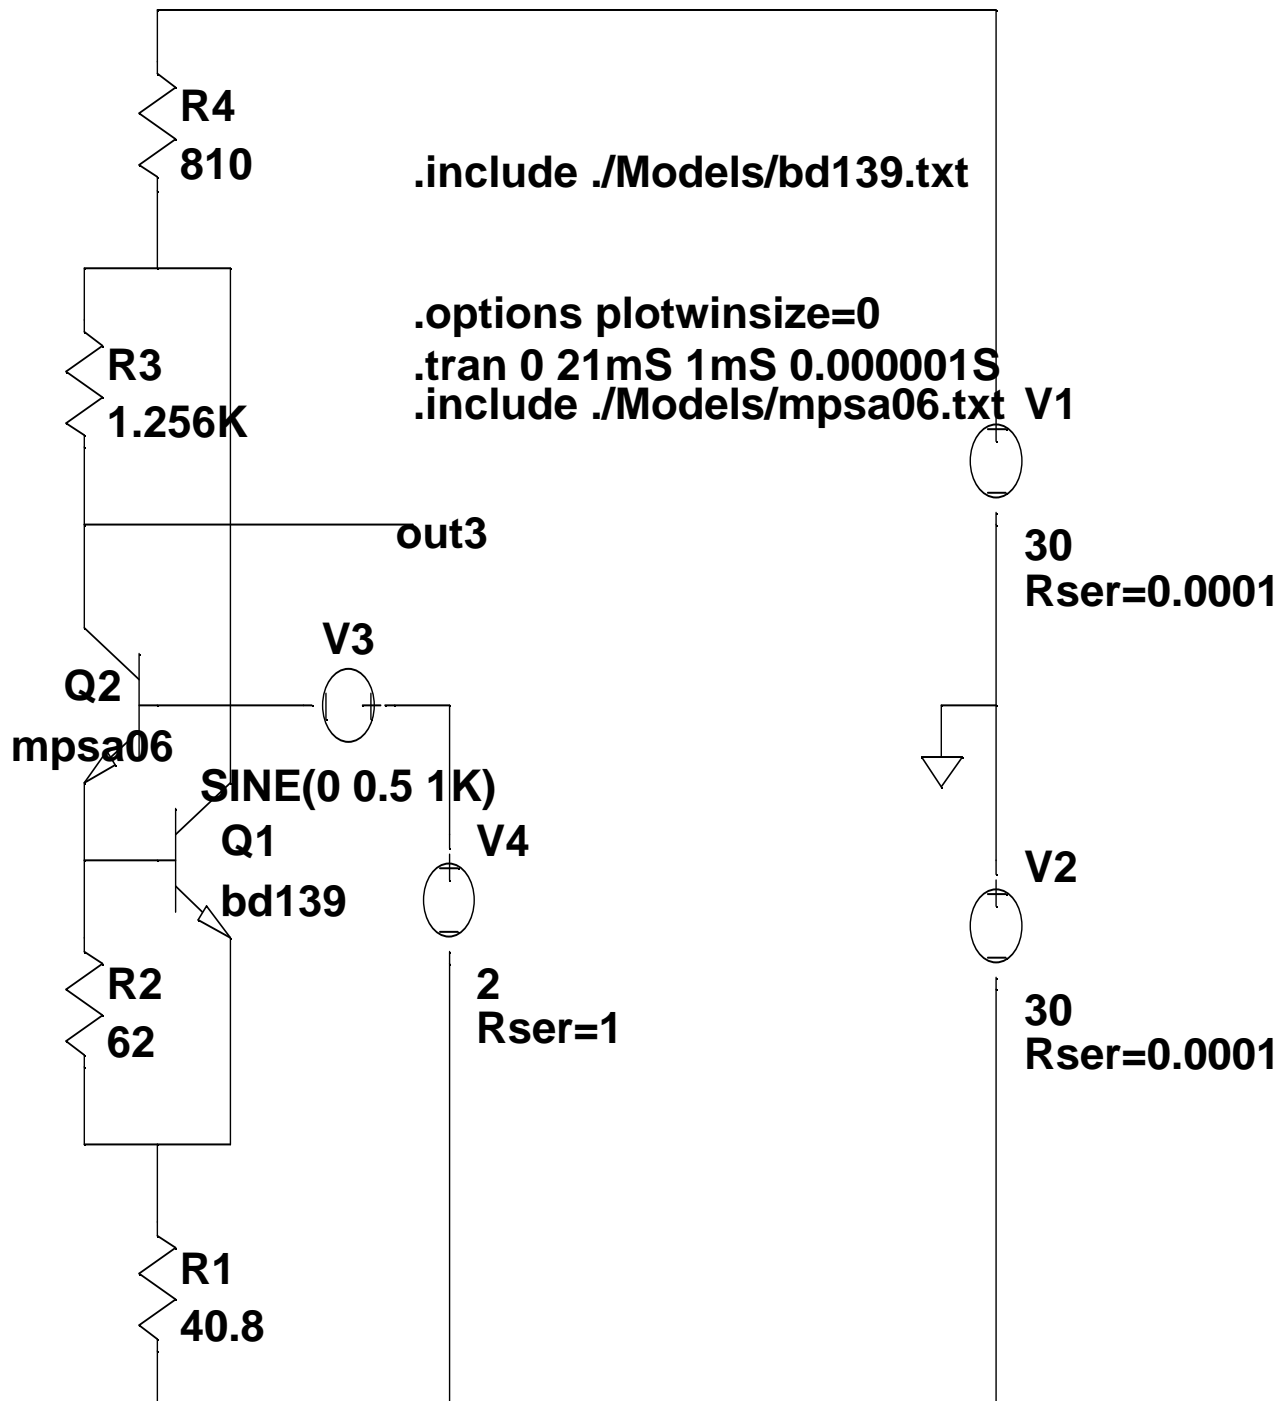 R4
810
.include ./Models/bd139.txt
.options plotwinsize=0
R3
.tran 0 21mS 1mS 0.000001S
1.256K
.include ./Models/mpsa06.txt
V1
out3
30
Rser=0.0001
V3
Q2
mpsa06
SINE(0 0.5 1K)
Q1
V4
V2
bd139
R2
62
2
Rser=1
30
Rser=0.0001
R1
40.8